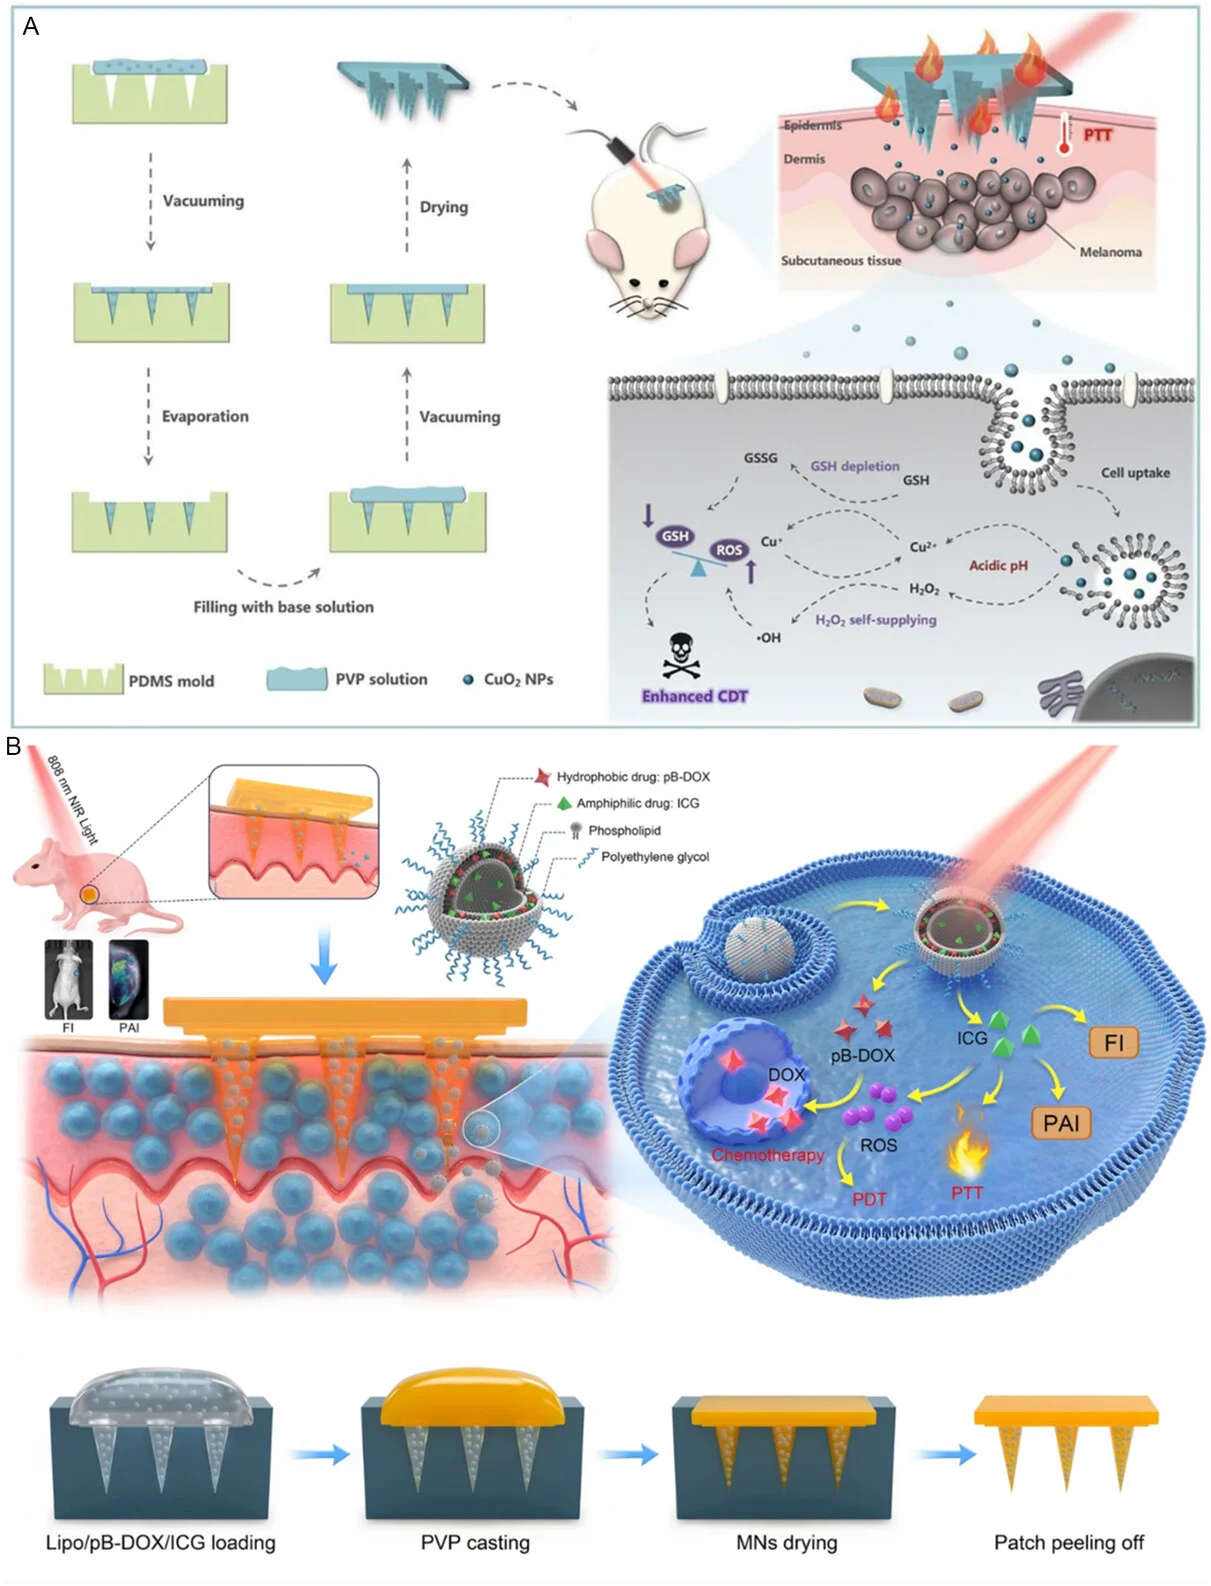 A
Vacuuming
Drying
Evaporation
Vacuuming
Filling with base solution
PDMS mold
PVP solution
CuO₂ NPs
Epidermis
PTT
Dermis
Melanoma
Subcutaneous tissue
GSSG
GSH depletion
GSH
Cell uptake
GSH
ROS
Cu⁺
Cu²⁺
Acidic pH
H₂O₂
H₂O₂ self-supplying
•OH
Enhanced CDT
B
808 nm NIR Light
Hydrophobic drug: pB-DOX
Amphiphilic drug: ICG
Phospholipid
Polyethylene glycol
FI
PAI
pB-DOX
ICG
FI
DOX
PAI
ROS
Chemotherapy
PDT
PTT
Lipo/pB-DOX/ICG loading
PVP casting
MNs drying
Patch peeling off